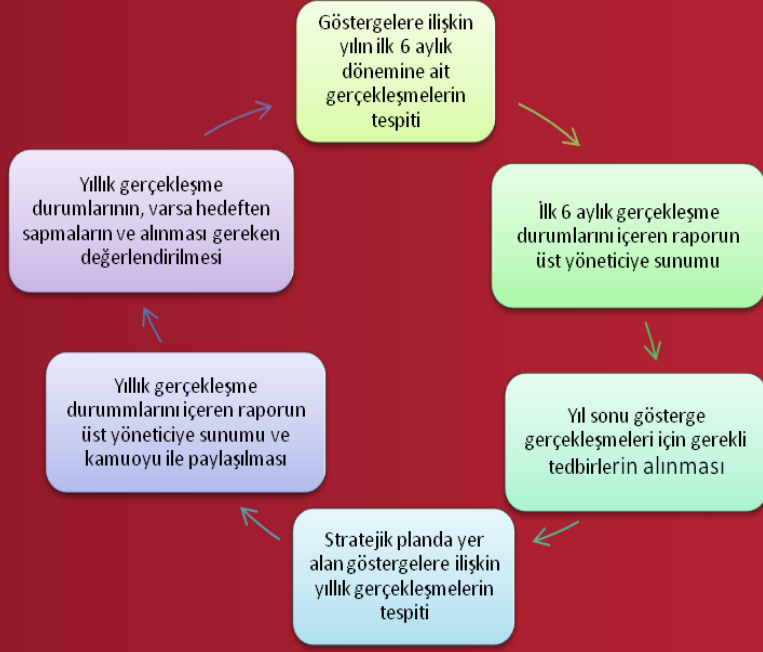 Göstergelere ilişkin
yılın ilk 6 aylık
dönemine ait
gerçekleşmelerin
tespiti
İlk 6 aylık gerçekleşme
durumlarını içeren raporun
üst yöneticiye sunumu
Yıl sonu gösterge
gerçekleşmeleri için gerekli
tedbirlerin alınması
Stratejik planda yer
alan göstergelere ilişkin
yıllık gerçekleşmelerin
tespiti
Yıllık gerçekleşme
durummlarını içeren raporun
üst yöneticiye sunumu ve
kamuoyu ile paylaşılması
Yıllık gerçekleşme
durumlarının, varsa hedeften
sapmaların ve alınması gereken
değerlendirilmesi